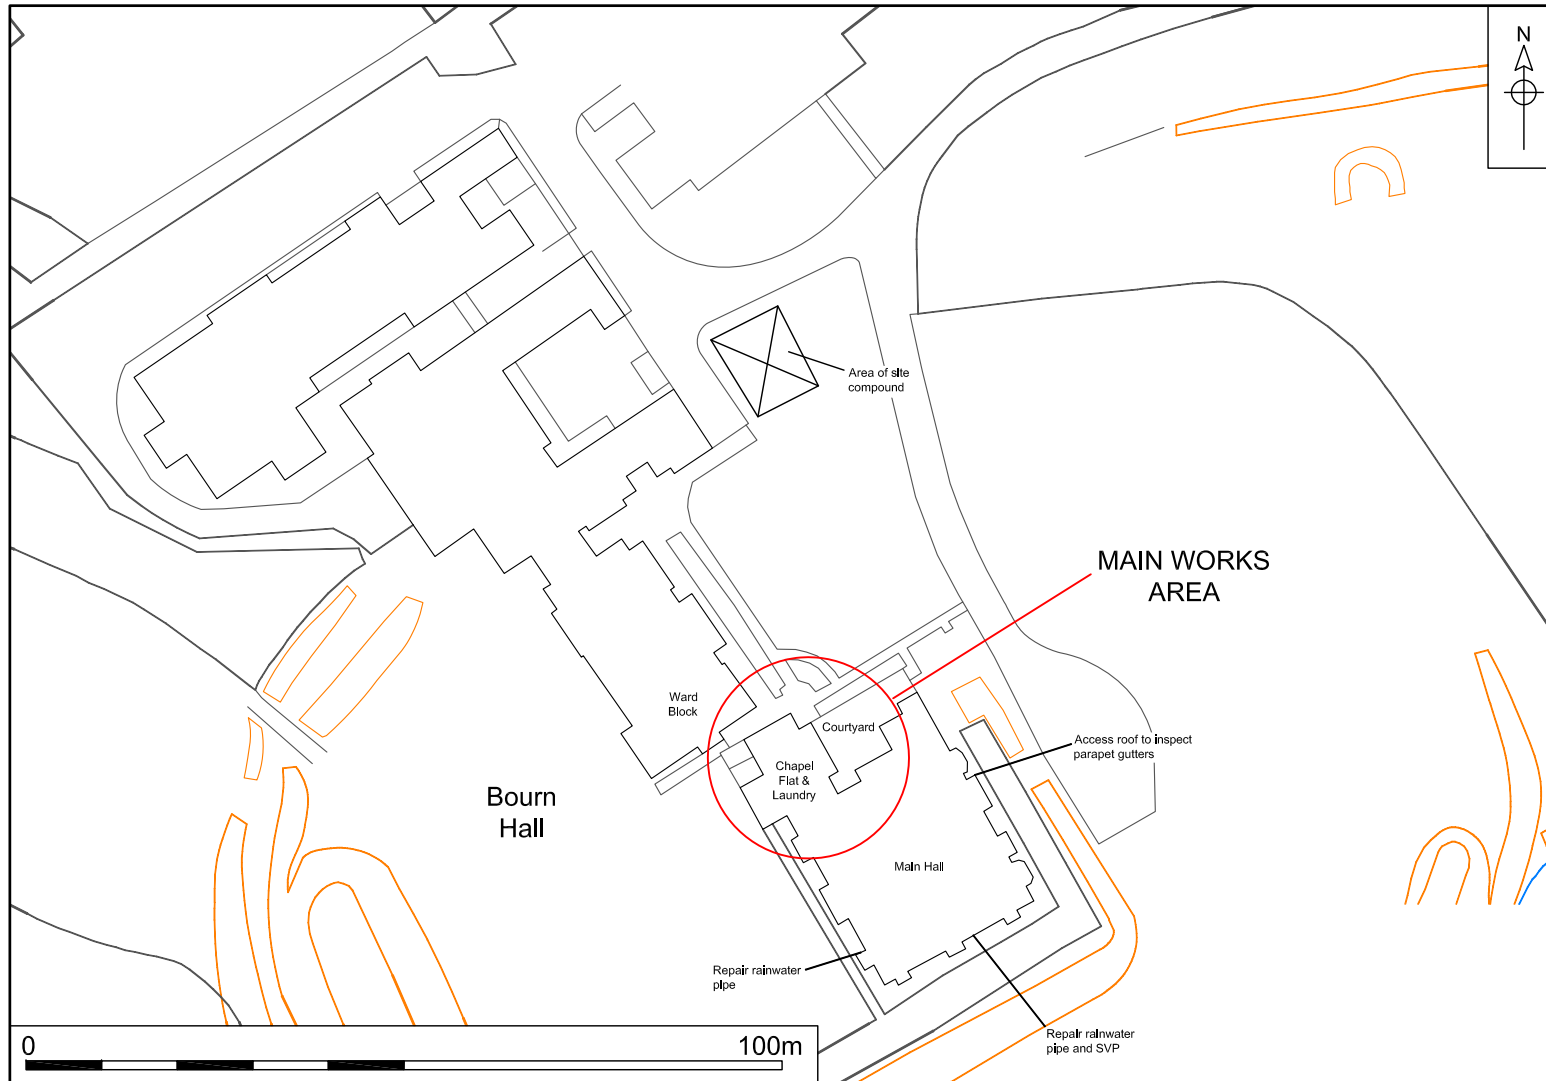 N
Area of site
compound
MAIN WORKS
AREA
Ward
Block
Courtyard
Access roof to inspect
parapet gutters
Chapel
Flat &
Laundry
Bourn
Hall
Main Hall
Repair rainwater
pipe
Repair rainwater
pipe and SVP
0
100m